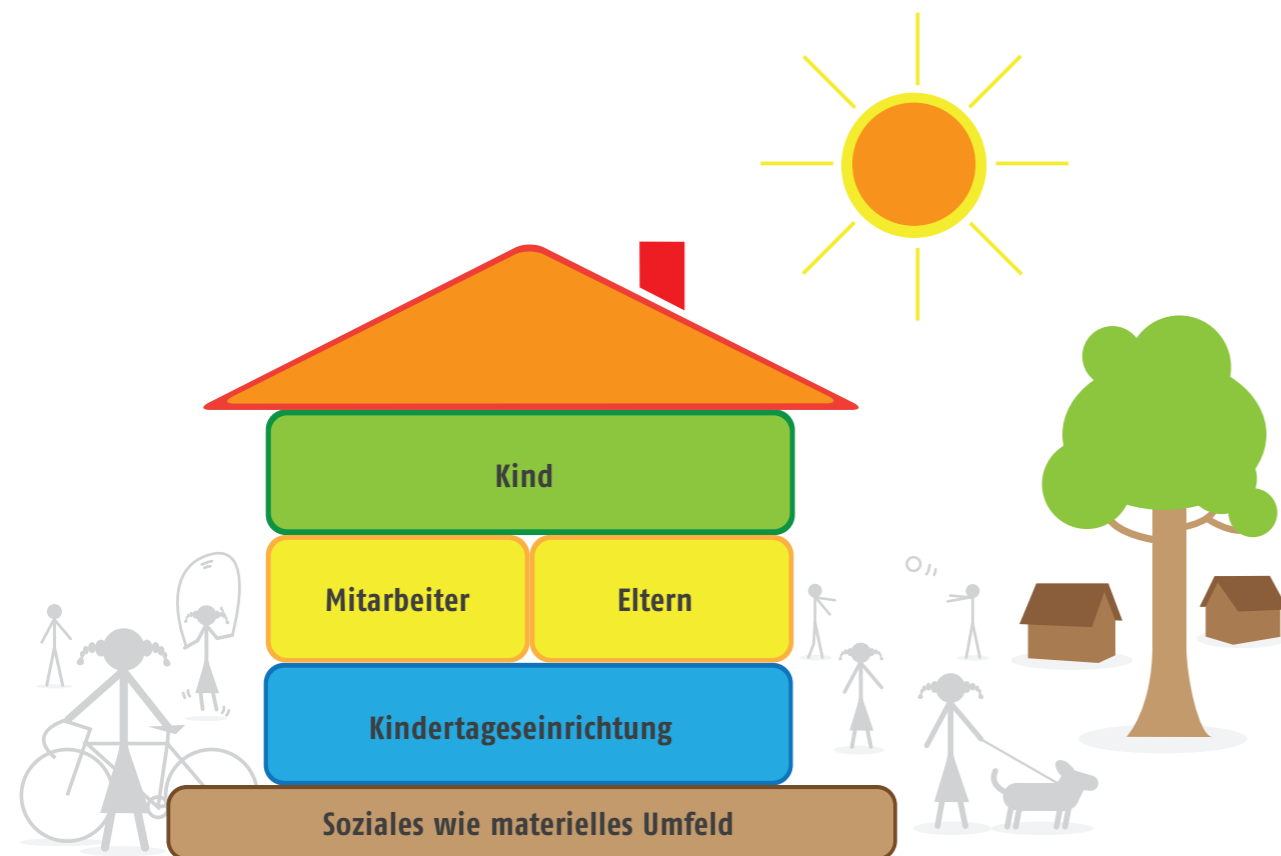 Kind
Mitarbeiter
Eltern
Kindertageseinrichtung
Soziales wie materielles Umfeld